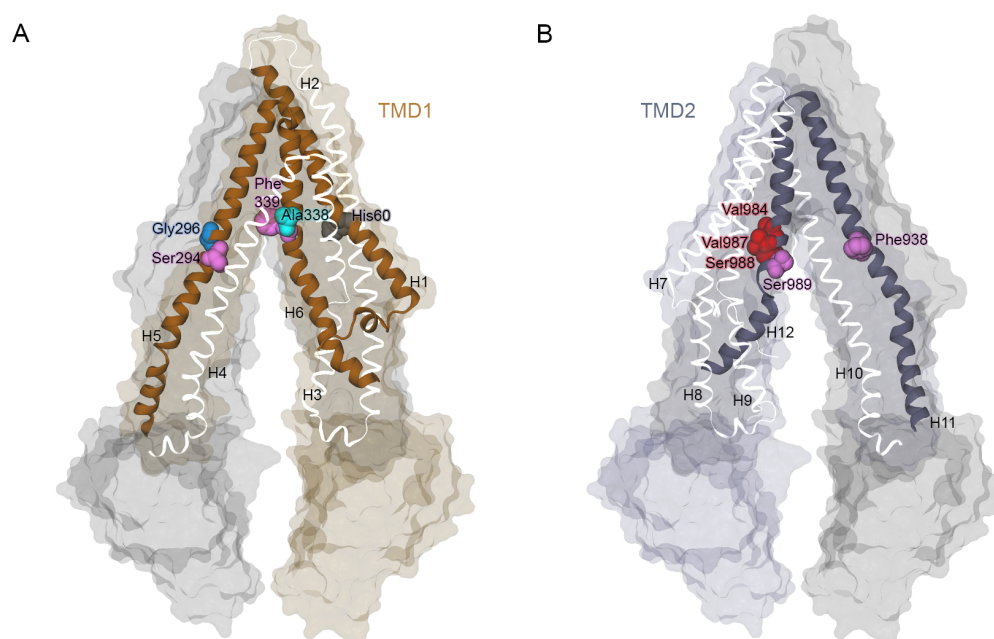 A
H2
TMD1
Phe
339
Ala338
His60
Gly296
Ser294
H1
H6
H5
H4
H3
B
TMD2
Val984
Val987
Ser988
Phe938
Ser989
H7
H12
H10
H8
H9
H11